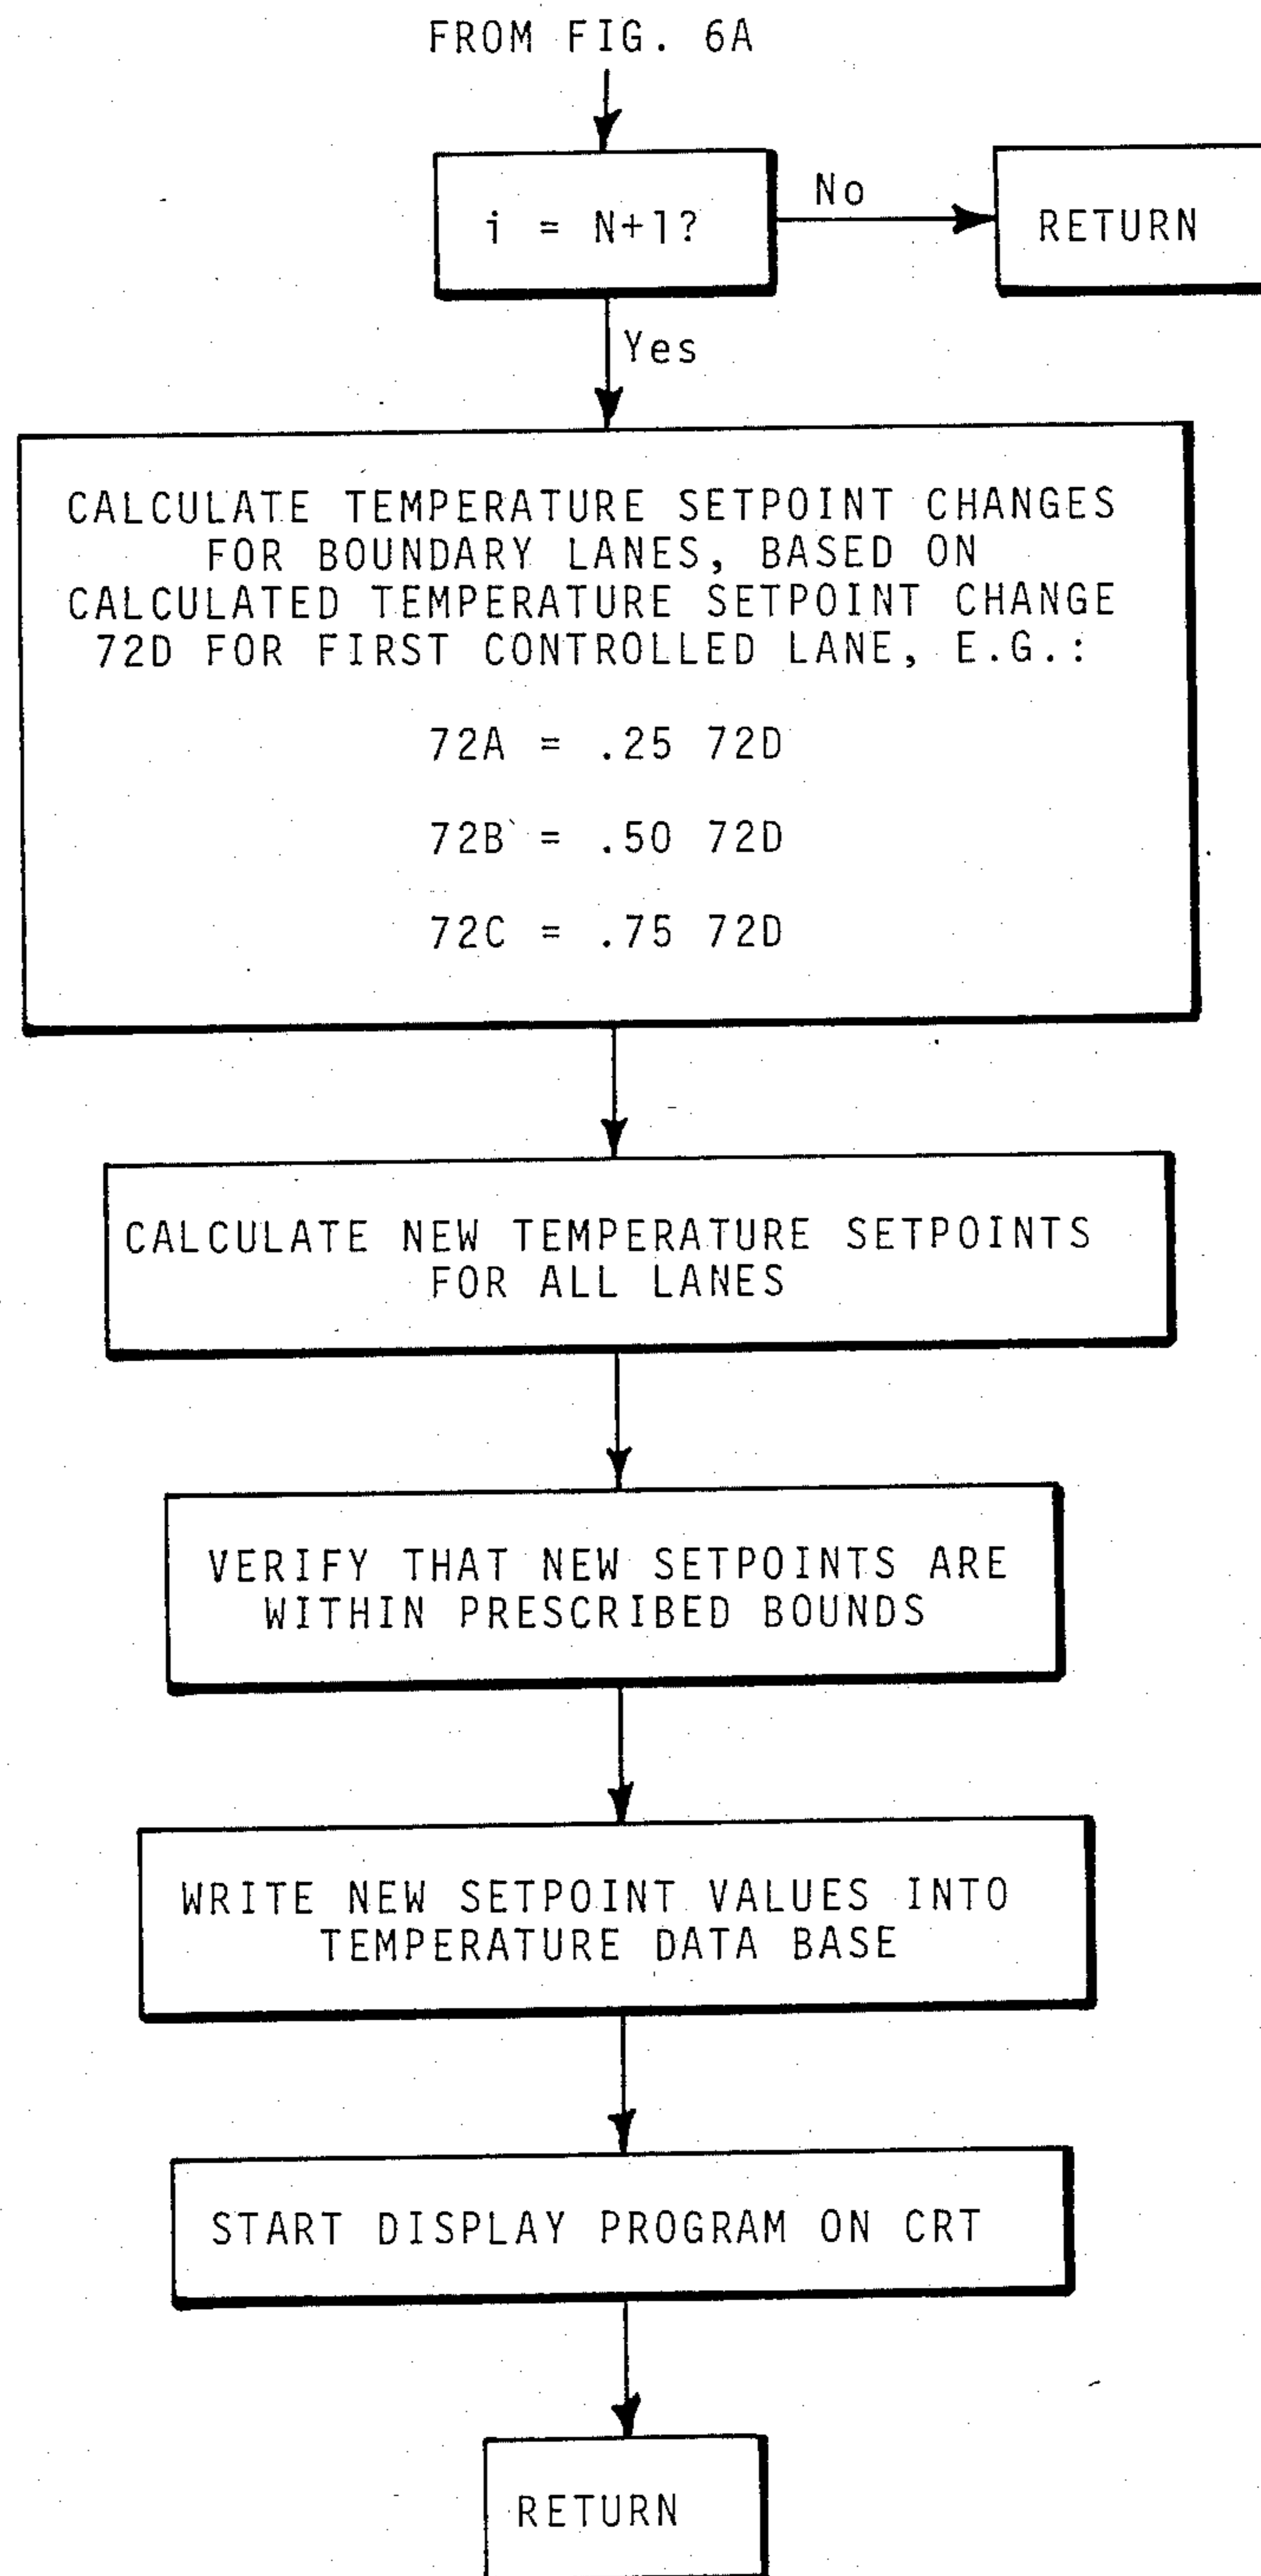 FROM FIG. 6A
i = N+1?
No
RETURN
Yes
CALCULATE TEMPERATURE SETPOINT CHANGES
FOR BOUNDARY LANES, BASED ON
CALCULATED TEMPERATURE SETPOINT CHANGE
72D FOR FIRST CONTROLLED LANE, E.G.:
72A = .25 72D
72B = .50 72D
72C = .75 72D
CALCULATE NEW TEMPERATURE SETPOINTS
FOR ALL LANES
VERIFY THAT NEW SETPOINTS ARE
WITHIN PRESCRIBED BOUNDS
WRITE NEW SETPOINT VALUES INTO
TEMPERATURE DATA BASE
START DISPLAY PROGRAM ON CRT
RETURN